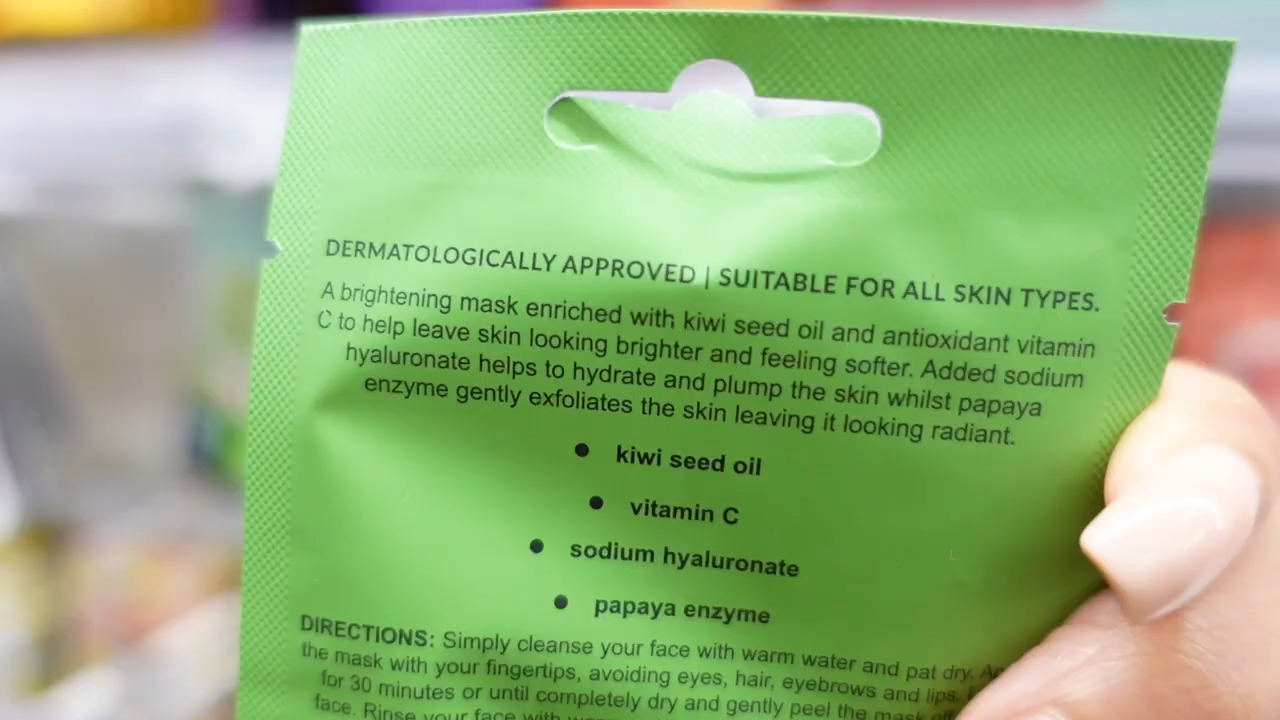 DERMATOLOGICALLY APPROVED | SUITABLE FOR ALL SKIN TYPES.
A brightening mask enriched with kiwi seed oil and antioxidant vitamin
C to help leave skin looking brighter and feeling softer. Added sodium
hyaluronate helps to hydrate and plump the skin whilst papaya
enzyme gently exfoliates the skin leaving it looking radiant.
• kiwi seed oil
• vitamin C
• sodium hyaluronate
• papaya enzyme
DIRECTIONS: Simply cleanse your face with warm water and pat dry.
the mask with your fingertips, avoiding eyes, hair, eyebrows and lips.
for 30 minutes or until completely dry and gently peel the mask off
face. Rinse your face with